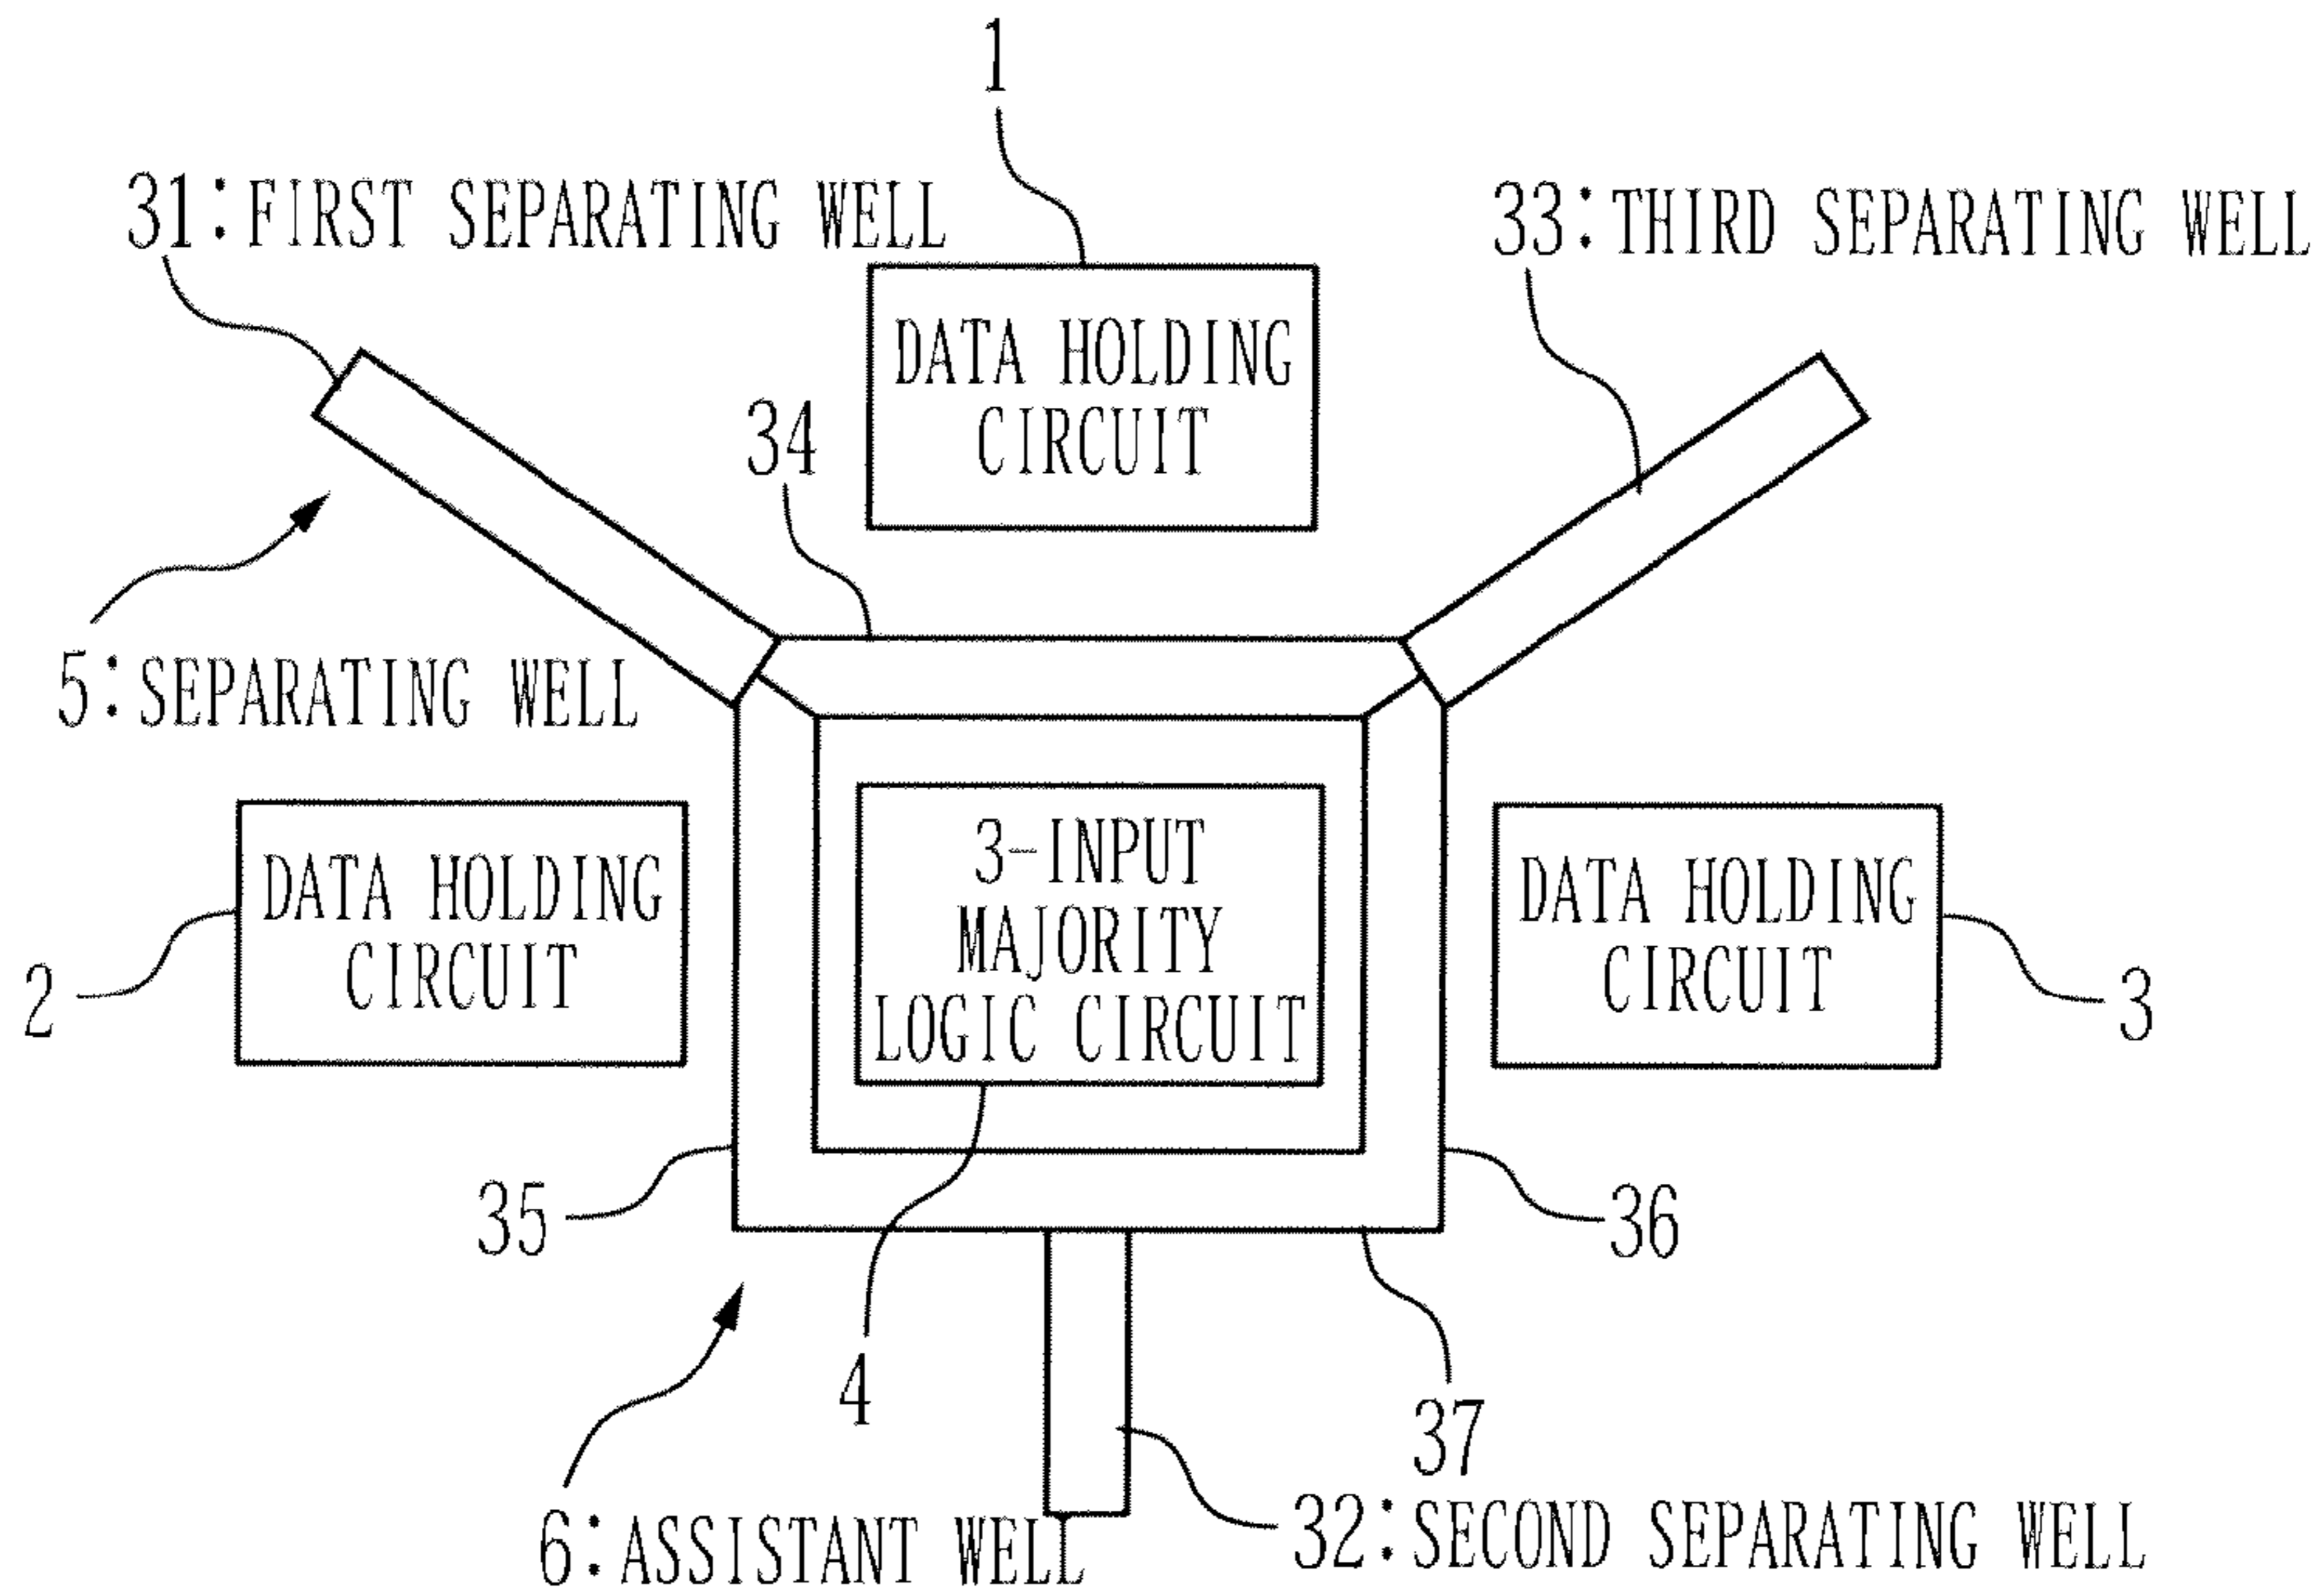 1
31:FIRST SEPARATING WELL
33:THIRD SEPARATING WELL
DATA HOLDING
CIRCUIT
34
5:SEPARATING WELL
DATA HOLDING
CIRCUIT
2
3-INPUT
MAJORITY
LOGIC CIRCUIT
DATA HOLDING
CIRCUIT
3
35
36
4
37
6:ASSISTANT WELL
32:SECOND SEPARATING WELL